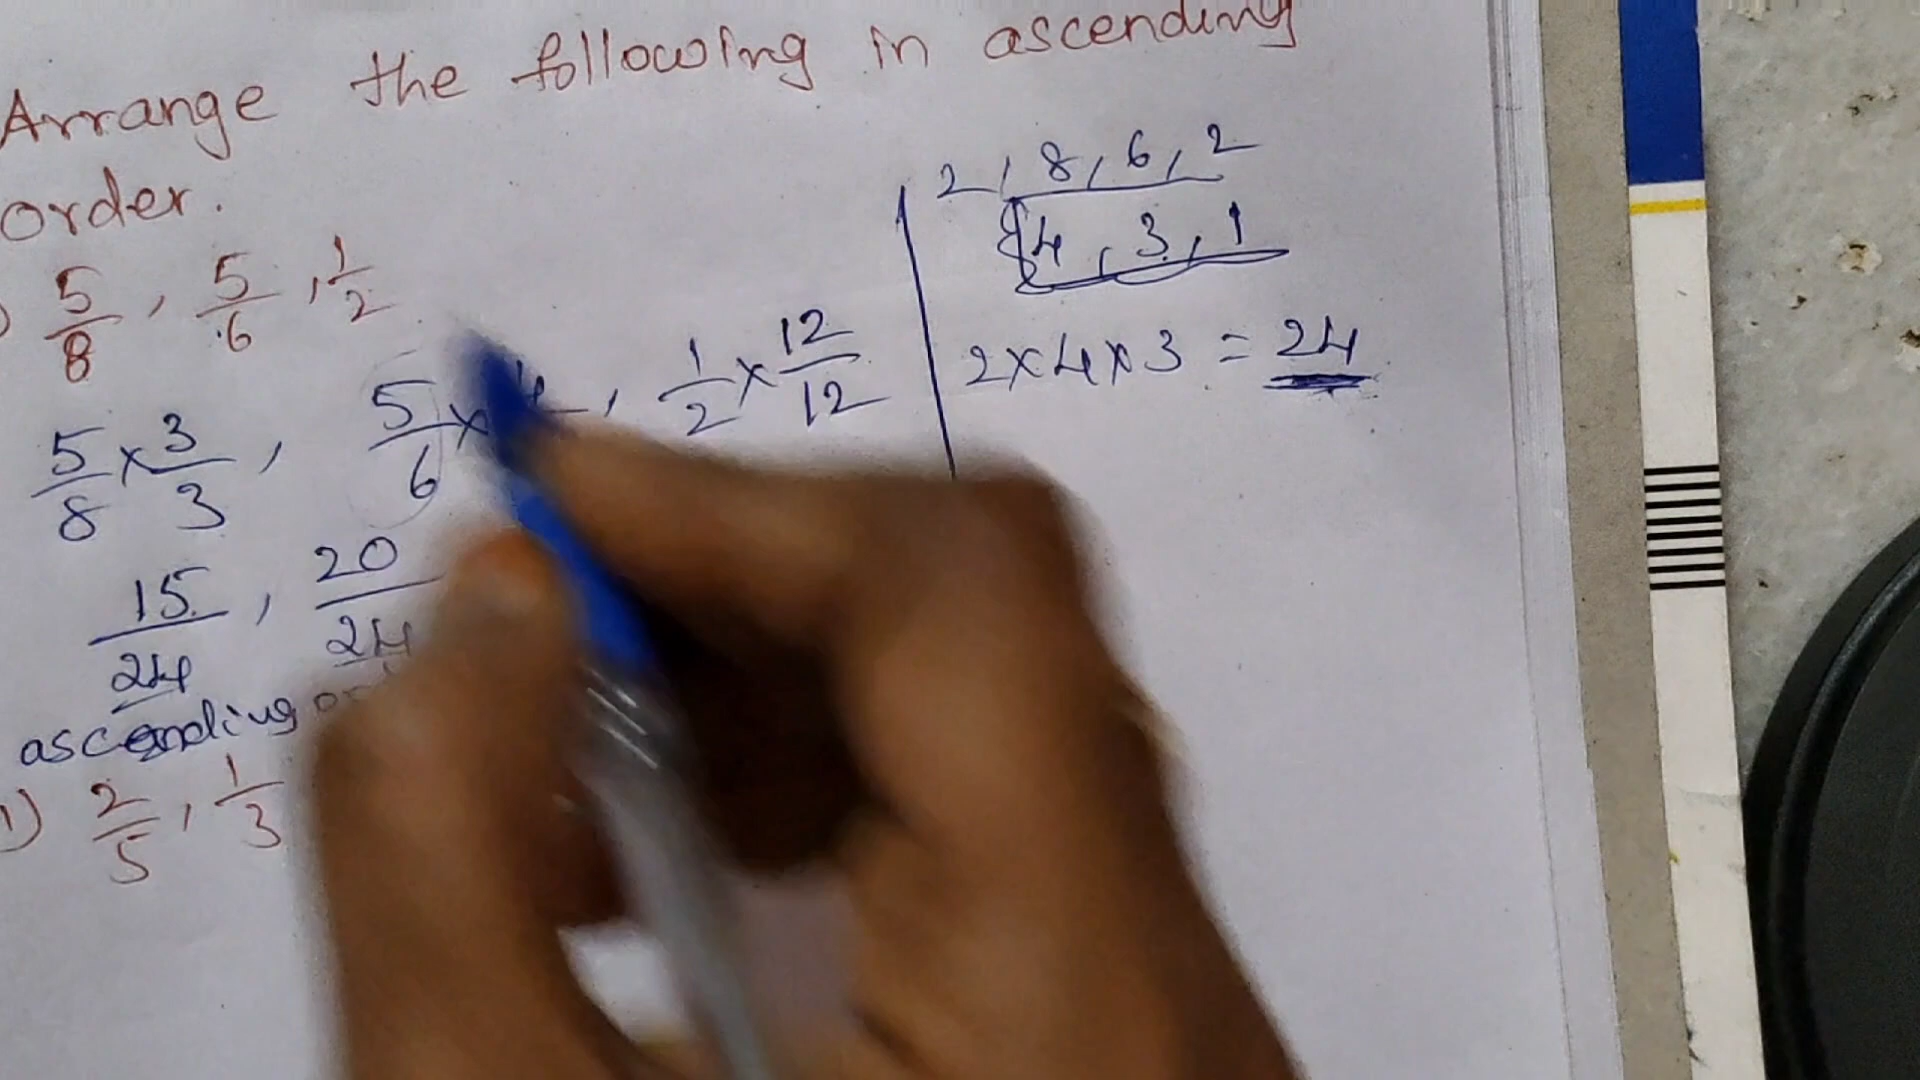 Arrange the following in ascending
order.
) 5/8 , 5/6 , 1/2
2 , 8 , 6 , 2
4 , 3 , 1
2 x 4 x 3 = 24
5/8 x 3/3 , 5/6 x 4 , 1/2 x 12/12
15/24 , 20/24
ascending
1) 2/5 , 1/3